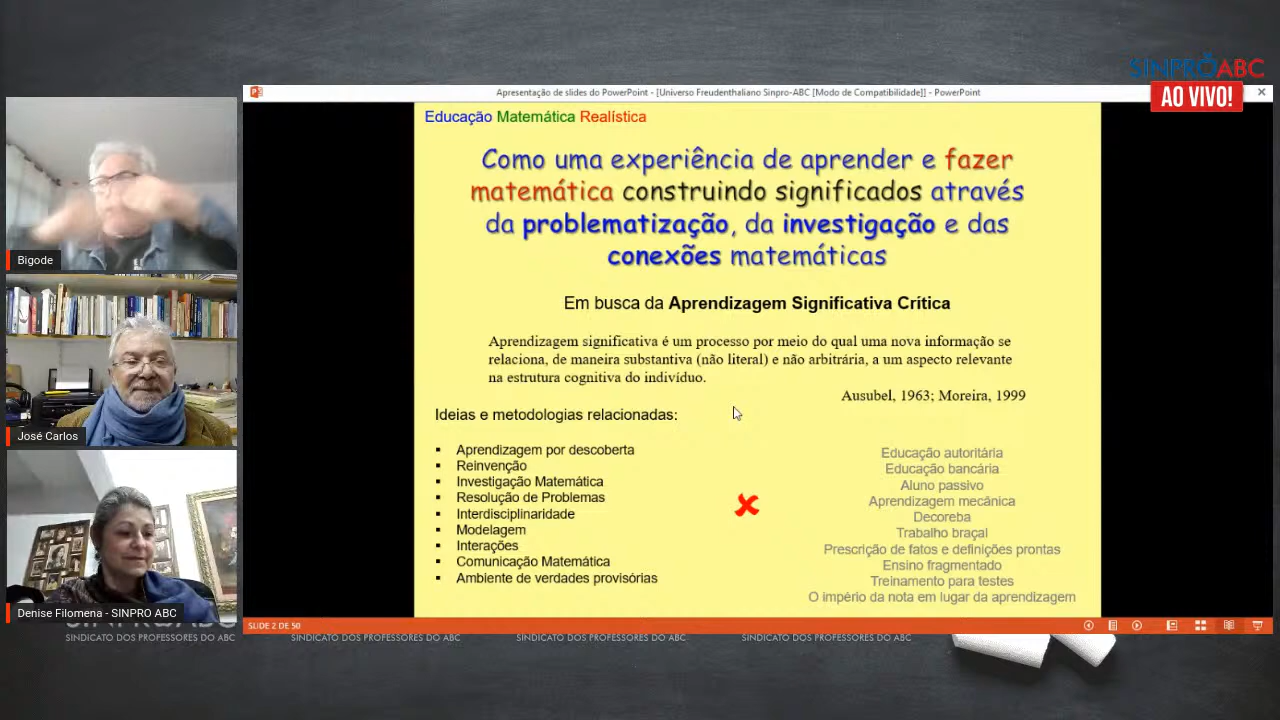 SINPROABC
AO VIVO!
Apresentação de slides do PowerPoint - [Universo Freudenthaliano Sinpro-ABC [Modo de Compatibilidade]] - PowerPoint
Educação Matemática Realística
Como uma experiência de aprender e fazer
matemática construindo significados através
da problematização, da investigação e das
conexões matemáticas
Em busca da Aprendizagem Significativa Crítica
Aprendizagem significativa é um processo por meio do qual uma nova informação se
relaciona, de maneira substantiva (não literal) e não arbitrária, a um aspecto relevante
na estrutura cognitiva do indivíduo.
Ausubel, 1963; Moreira, 1999
Ideias e metodologias relacionadas:
▪ Aprendizagem por descoberta
▪ Reinvenção
▪ Investigação Matemática
▪ Resolução de Problemas
▪ Interdisciplinaridade
▪ Modelagem
▪ Interações
▪ Comunicação Matemática
▪ Ambiente de verdades provisórias
Educação autoritária
Educação bancária
Aluno passivo
Aprendizagem mecânica
Decoreba
Trabalho braçal
Prescrição de fatos e definições prontas
Ensino fragmentado
Treinamento para testes
O império da nota em lugar da aprendizagem
SLIDE 2 DE 50
Bigode
José Carlos
Denise Filomena - SINPRO ABC
SINPROABC
SINDICATO DOS PROFESSORES DO ABC
SINDICATO DOS PROFESSORES DO ABC
SINDICATO DOS PROFESSORES DO ABC
SINDICATO DOS PROFESSORES DO ABC